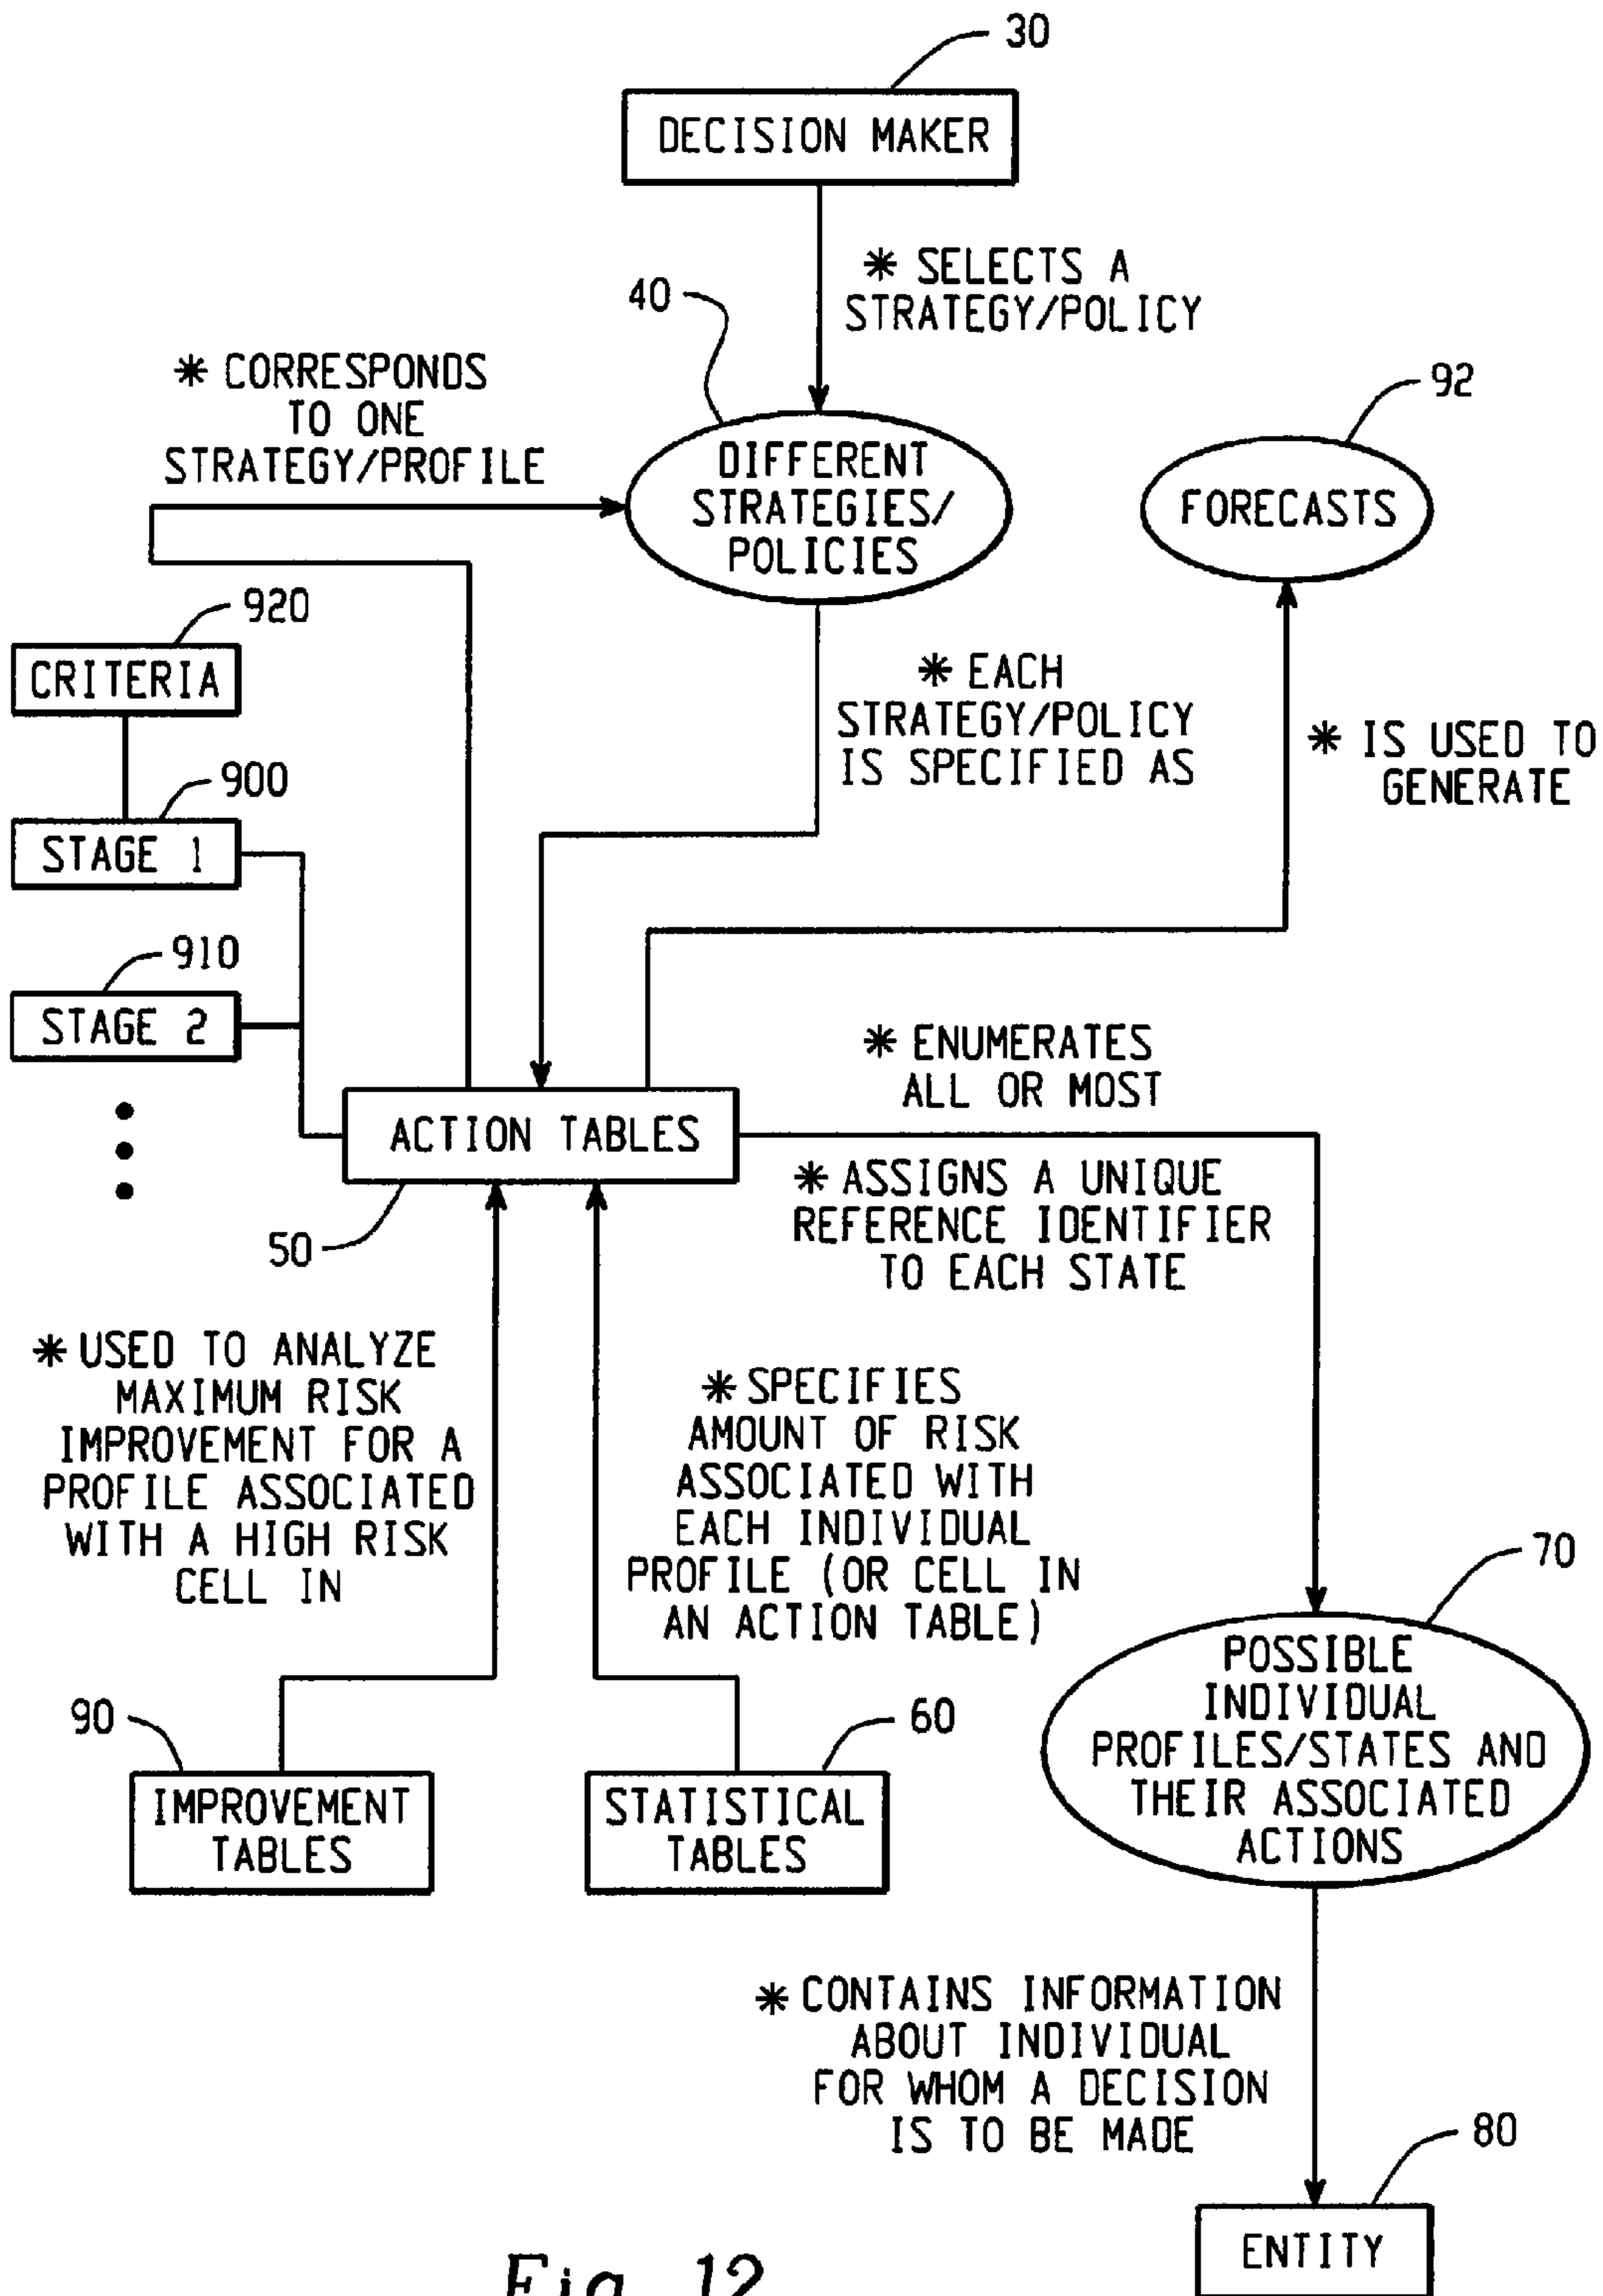 30
DECISION MAKER
* SELECTS A
STRATEGY/POLICY
40
* CORRESPONDS
TO ONE
STRATEGY/PROFILE
92
DIFFERENT
STRATEGIES/
POLICIES
FORECASTS
920
CRITERIA
* EACH
STRATEGY/POLICY
IS SPECIFIED AS
* IS USED TO
GENERATE
900
STAGE 1
910
STAGE 2
* ENUMERATES
ALL OR MOST
ACTION TABLES
* ASSIGNS A UNIQUE
REFERENCE IDENTIFIER
TO EACH STATE
50
* USED TO ANALYZE
MAXIMUM RISK
IMPROVEMENT FOR A
PROFILE ASSOCIATED
WITH A HIGH RISK
CELL IN
* SPECIFIES
AMOUNT OF RISK
ASSOCIATED WITH
EACH INDIVIDUAL
PROFILE (OR CELL IN
AN ACTION TABLE)
70
POSSIBLE
INDIVIDUAL
PROFILES/STATES AND
THEIR ASSOCIATED
ACTIONS
90
IMPROVEMENT
TABLES
60
STATISTICAL
TABLES
* CONTAINS INFORMATION
ABOUT INDIVIDUAL
FOR WHOM A DECISION
IS TO BE MADE
80
ENTITY
Fig. 12